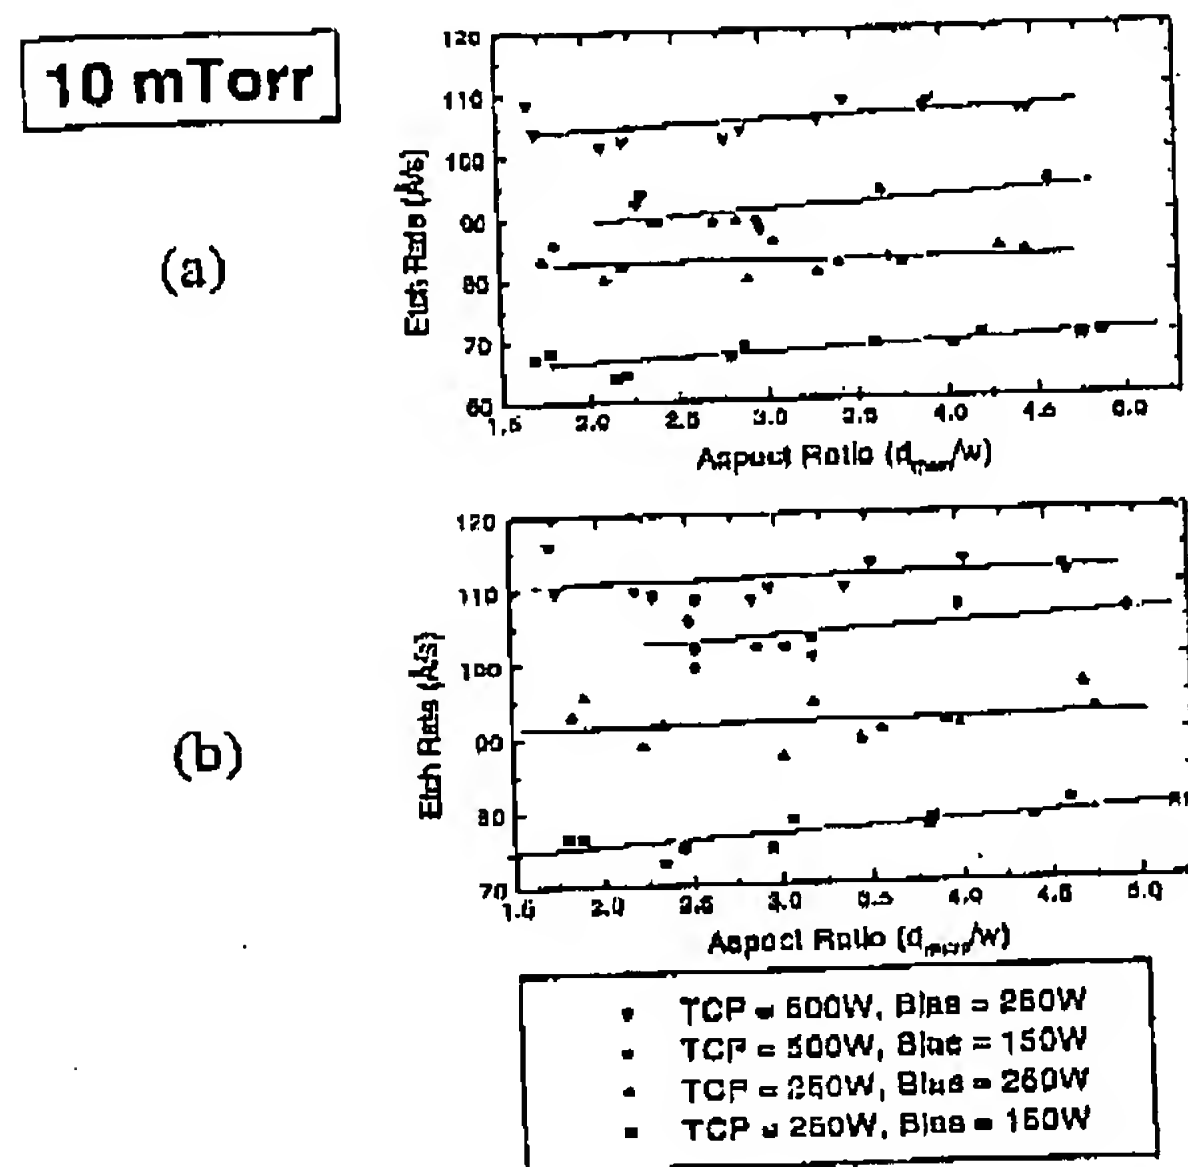 10 mTorr
(a)
Etch Rate (Å/s)
120
110
100
90
80
70
60
1.5 2.0 2.5 3.0 3.5 4.0 4.5 5.0
Aspect Ratio (d /w)
(b)
Etch Rate (Å/s)
120
110
100
90
80
70
1.5 2.0 2.5 3.0 3.5 4.0 4.5 5.0
Aspect Ratio (d /w)
TCP = 500W, Bias = 250W
TCP = 500W, Bias = 150W
TCP = 250W, Bias = 250W
TCP = 250W, Bias = 150W